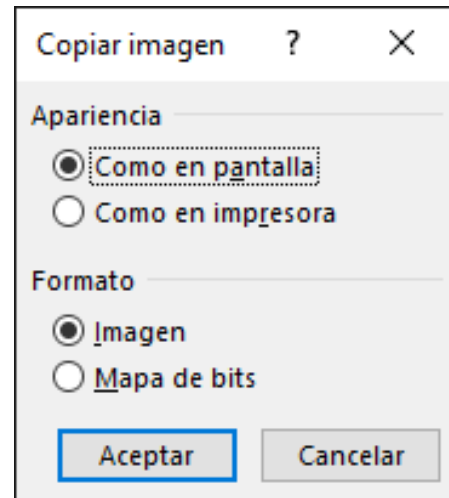 Copiar imagen ? X
Apariencia
Como en pantalla
Como en impresora
Formato
Imagen
Mapa de bits
Aceptar Cancelar